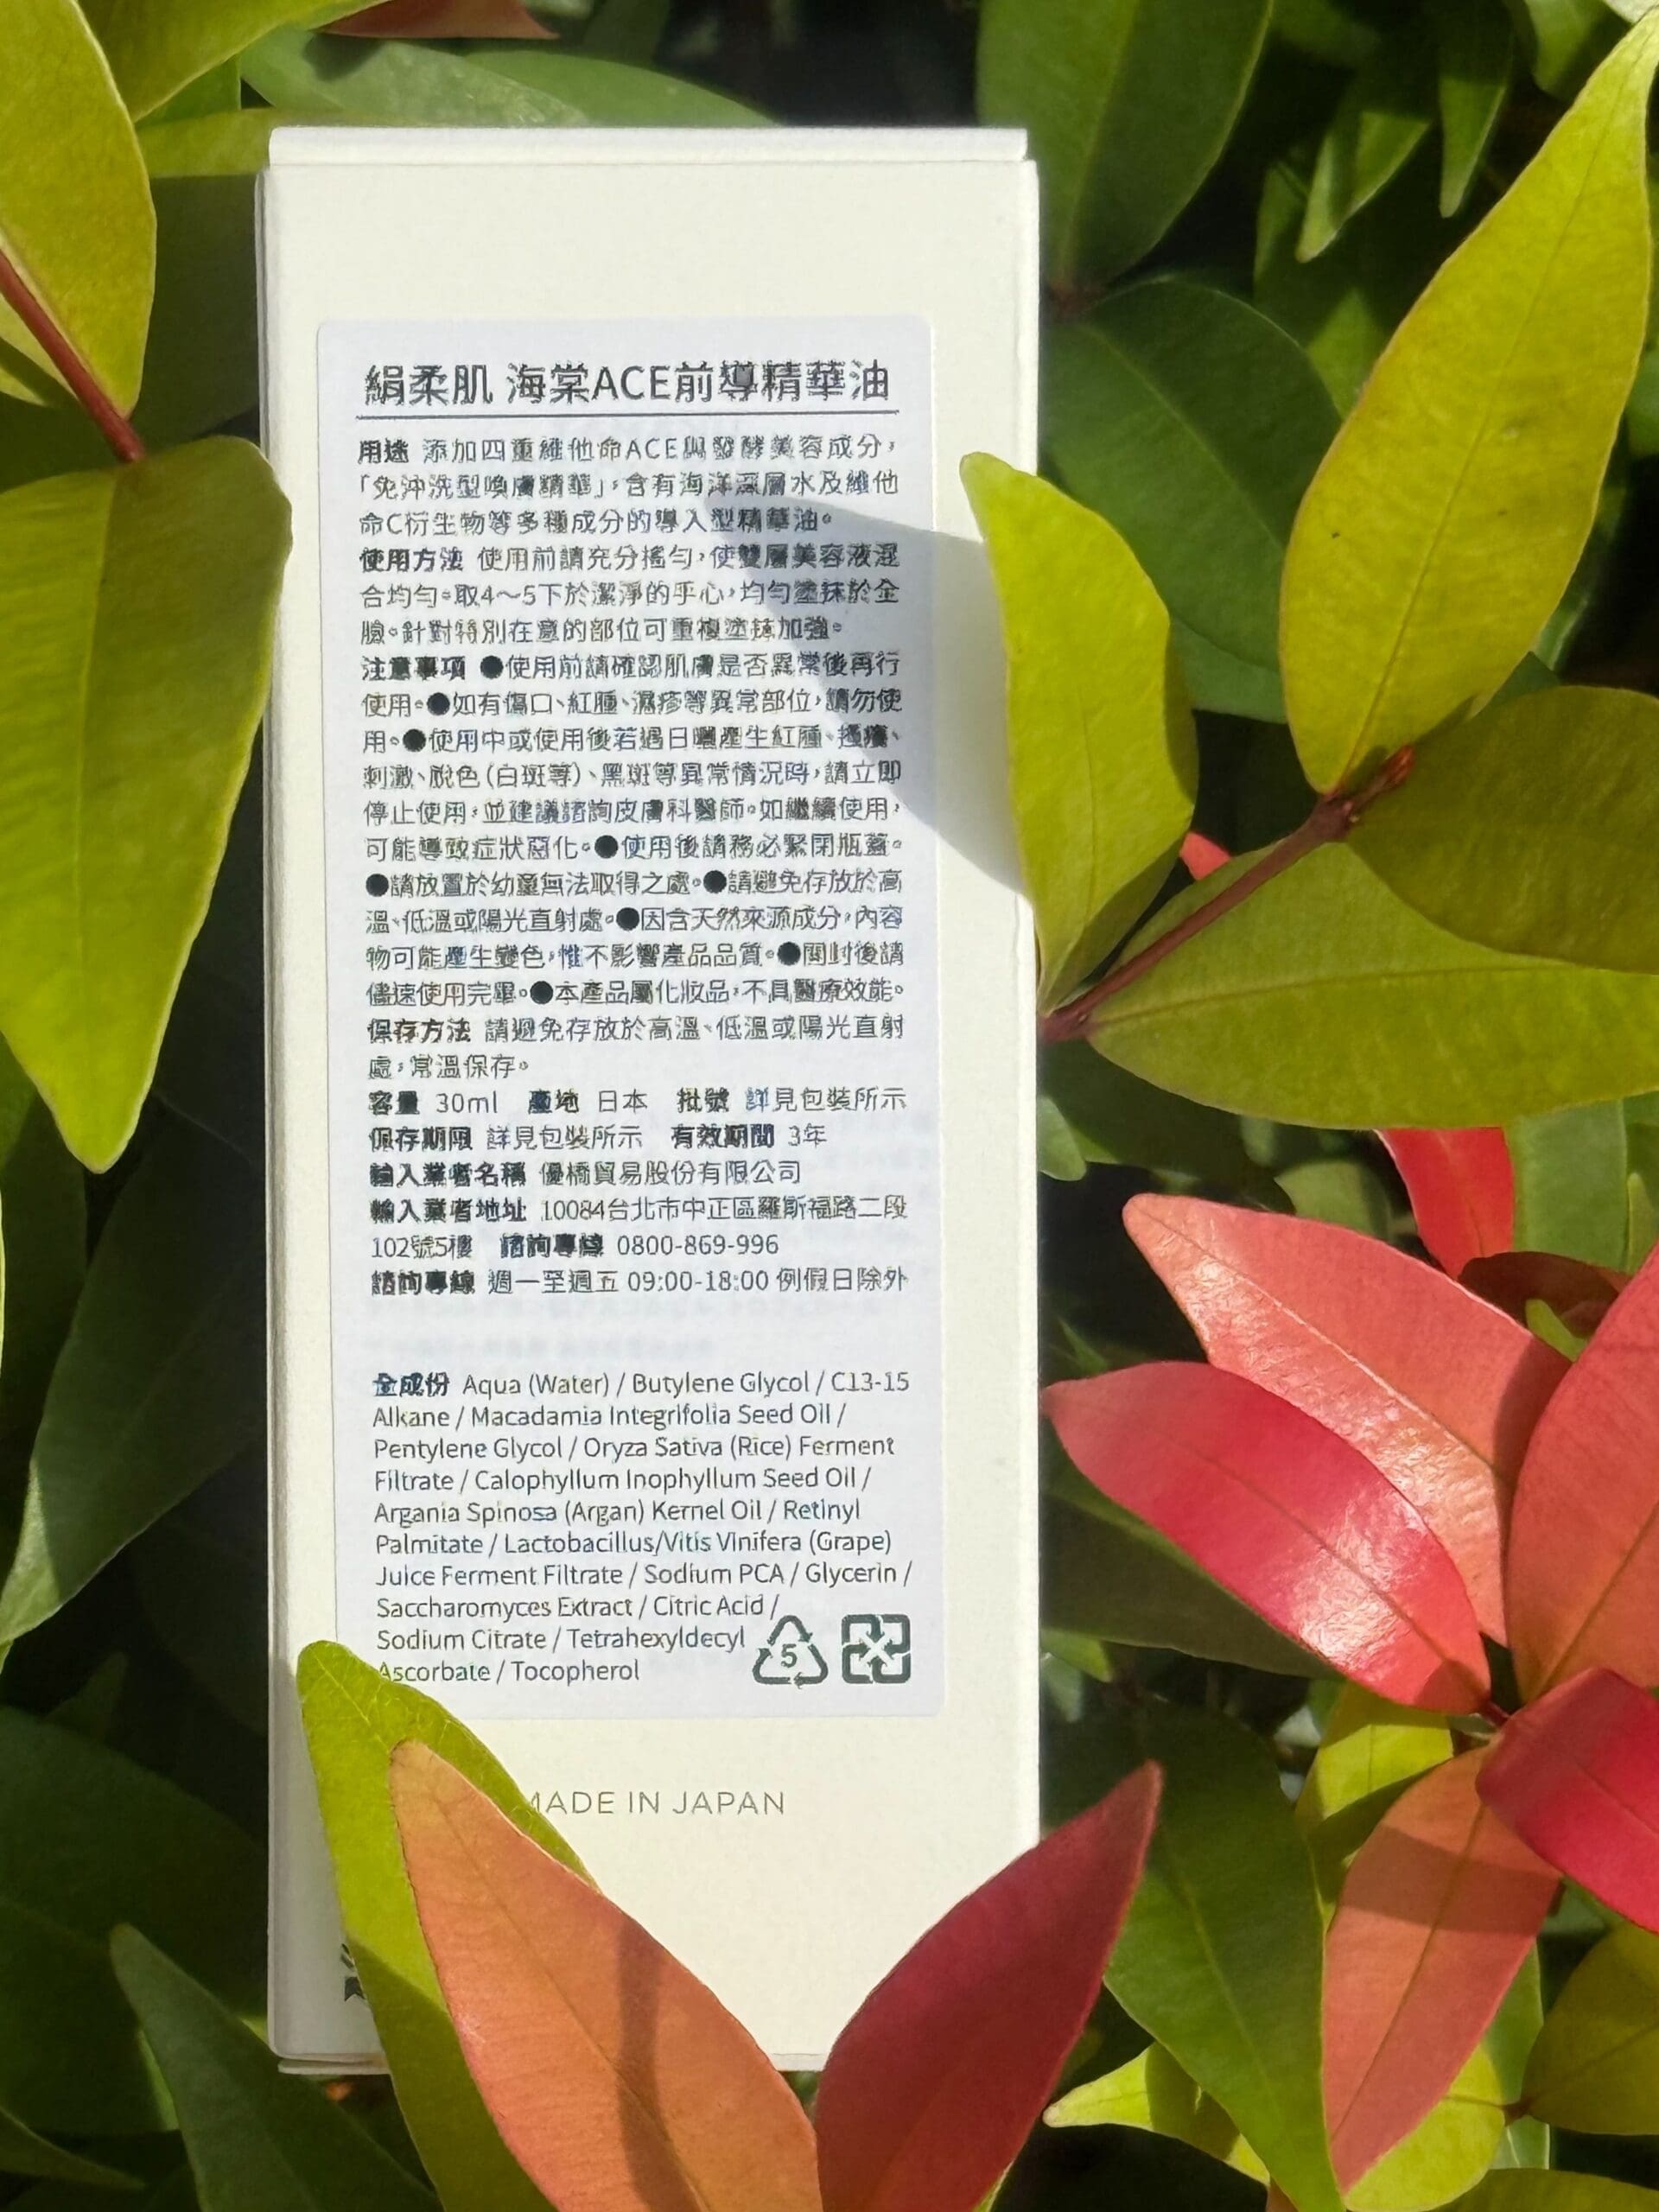 絹柔肌 海棠ACE前導精華油
用途 添加四重維他命ACE與發酵美容成分，
「免沖洗型喚膚精華」，含有海洋深層水及維他
命C衍生物等多種成分的導入型精華油。
使用方法 使用前請充分搖勻，使雙層美容液混
合均勻。取4～5下於潔淨的手心，均勻塗抹於全
臉。針對特別在意的部位可重複塗抹加強。
注意事項 ●使用前請確認肌膚是否異常後再行
使用。●如有傷口、紅腫、濕疹等異常部位，請勿使
用。●使用中或使用後若遇日曬產生紅腫、搔癢、
刺激、脫色(白斑等)、黑斑等異常情況時，請立即
停止使用，並建議諮詢皮膚科醫師。如繼續使用，
可能導致症狀惡化。●使用後請務必緊閉瓶蓋。
●請放置於幼童無法取得之處。●請避免存放於高
溫、低溫或陽光直射處。●因含天然來源成分，內容
物可能產生變色，惟不影響產品品質。●開封後請
儘速使用完畢。●本產品屬化妝品，不具醫療效能。
保存方法 請避免存放於高溫、低溫或陽光直射
處，常溫保存。
容量 30ml 產地 日本 批號 詳見包裝所示
保存期限 詳見包裝所示 有效期間 3年
輸入業者名稱 優橋貿易股份有限公司
輸入業者地址 10084台北市中正區羅斯福路二段
102號5樓 諮詢專線 0800-869-996
諮詢專線 週一至週五 09:00-18:00 例假日除外
全成份 Aqua (Water) / Butylene Glycol / C13-15
Alkane / Macadamia Integrifolia Seed Oil /
Pentylene Glycol / Oryza Sativa (Rice) Ferment
Filtrate / Calophyllum Inophyllum Seed Oil /
Argania Spinosa (Argan) Kernel Oil / Retinyl
Palmitate / Lactobacillus/Vitis Vinifera (Grape)
Juice Ferment Filtrate / Sodium PCA / Glycerin /
Saccharomyces Extract / Citric Acid /
Sodium Citrate / Tetrahexyldecyl
Ascorbate / Tocopherol
5
MADE IN JAPAN